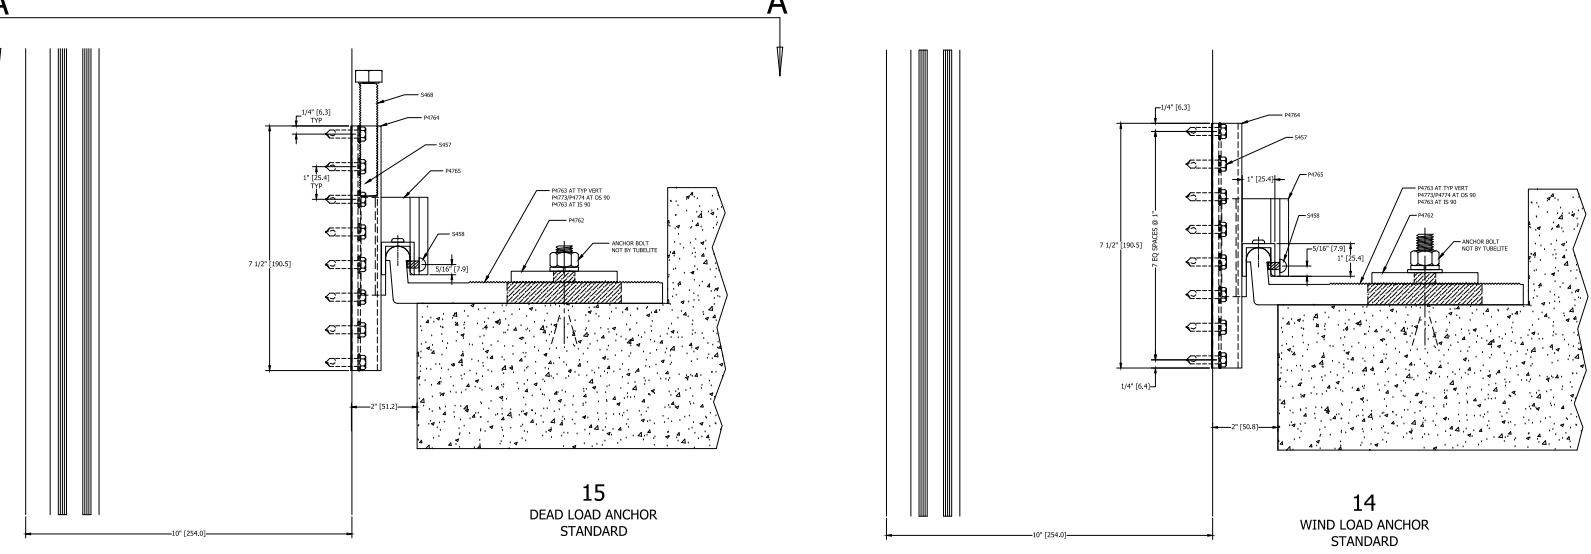 A
A
S468
1/4" [6.3]
TYP
P4764
S457
P4765
1" [25.4]
TYP
P4763 AT TYP VERT
P4773/P4774 AT OS 90
P4763 AT IS 90
P4762
S458
ANCHOR BOLT
NOT BY TUBELITE
7 1/2" [190.5]
5/16" [7.9]
2" [51.2]
15
DEAD LOAD ANCHOR
STANDARD
10" [254.0]
1/4" [6.3]
P4764
S457
1" [25.4]
P4765
P4763 AT TYP VERT
P4773/P4774 AT OS 90
P4763 AT IS 90
S458
P4762
7 1/2" [190.5]
7 EQ SPACES @ 1"
5/16" [7.9]
1" [25.4]
ANCHOR BOLT
NOT BY TUBELITE
1/4" [6.4]
2" [50.8]
14
WIND LOAD ANCHOR
STANDARD
10" [254.0]